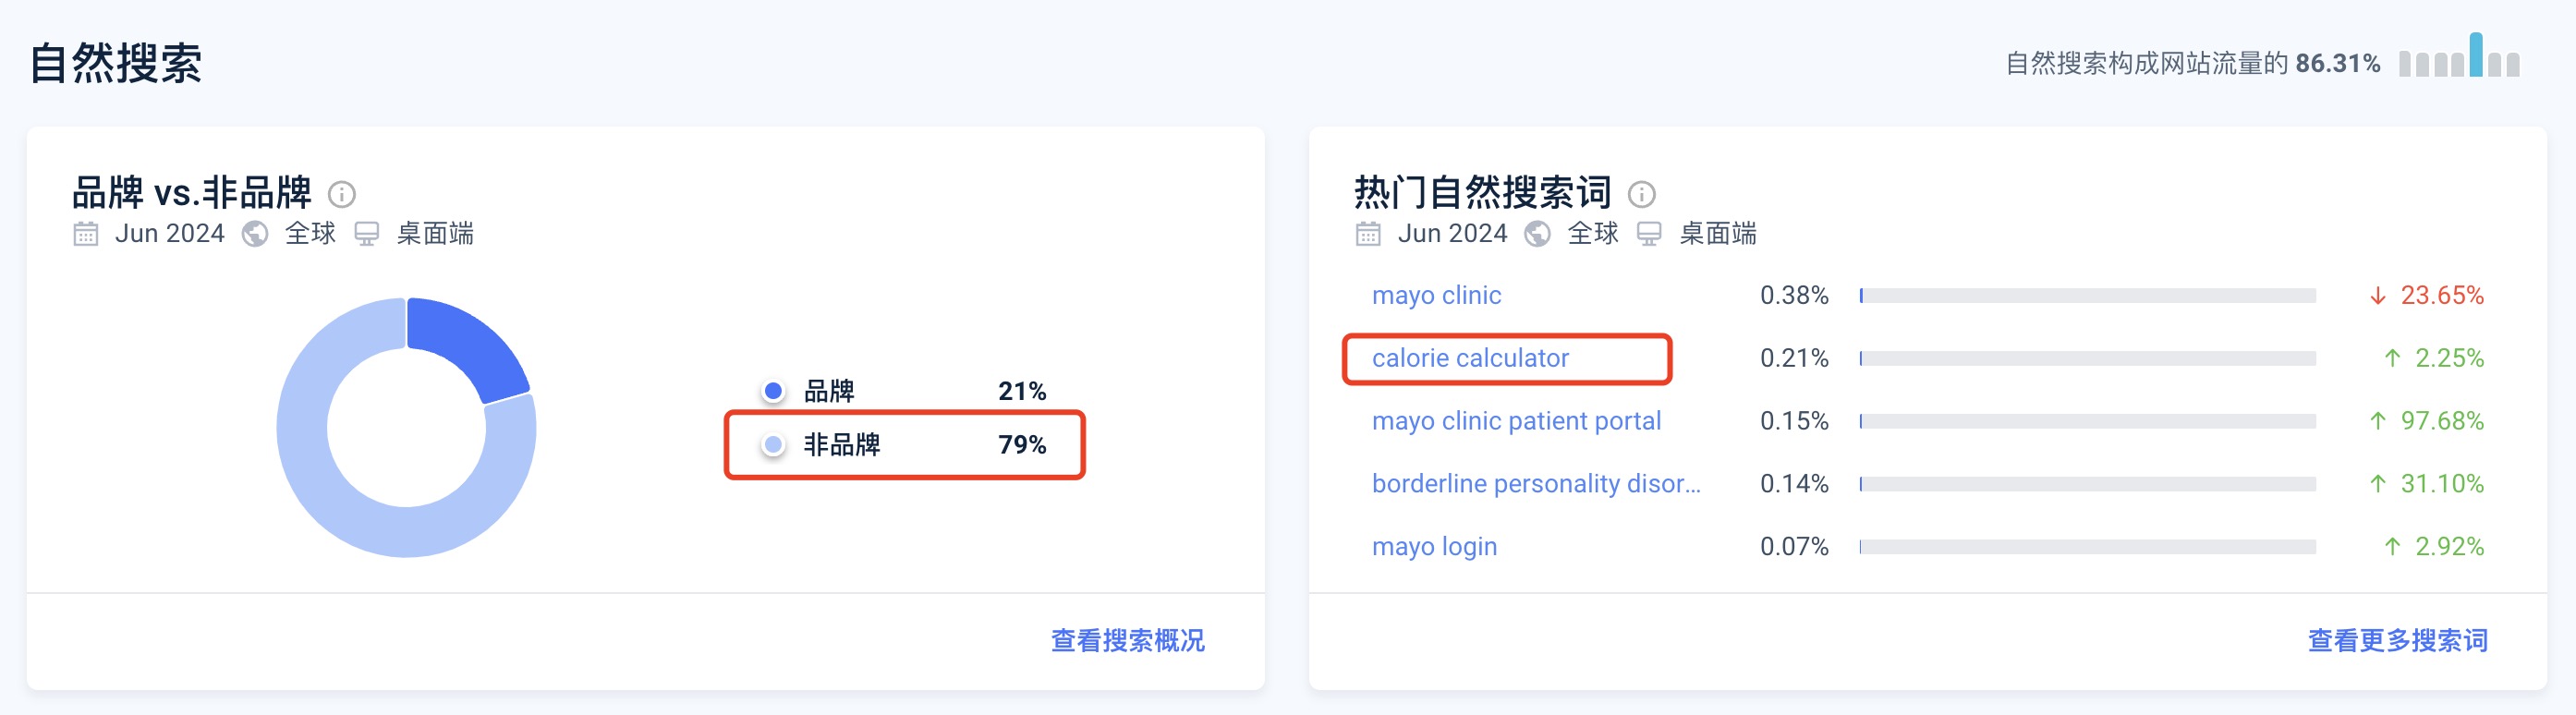 自然搜索
自然搜索构成网站流量的 86.31%
品牌 vs.非品牌
Jun 2024 全球 桌面端
品牌 21%
非品牌 79%
查看搜索概况
热门自然搜索词
Jun 2024 全球 桌面端
mayo clinic 0.38% ↓ 23.65%
calorie calculator 0.21% ↑ 2.25%
mayo clinic patient portal 0.15% ↑ 97.68%
borderline personality disor... 0.14% ↑ 31.10%
mayo login 0.07% ↑ 2.92%
查看更多搜索词